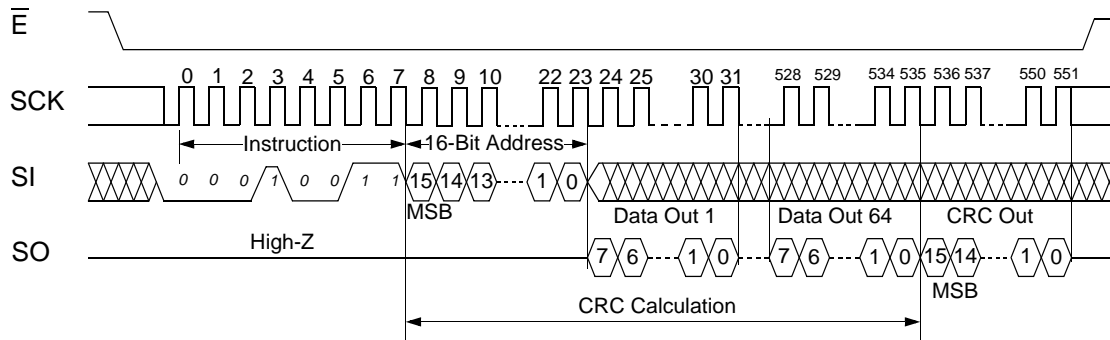 E
0 1 2 3 4 5 6 7 8 9 10 22 23 24 25 30 31 528 529 534 535 536 537 550 551
SCK
Instruction 16-Bit Address
SI 0 0 0 1 0 0 1 1 15 14 13 1 0
MSB Data Out 1 Data Out 64 CRC Out
High-Z
SO 7 6 1 0 7 6 1 0 15 14 1 0
MSB
CRC Calculation